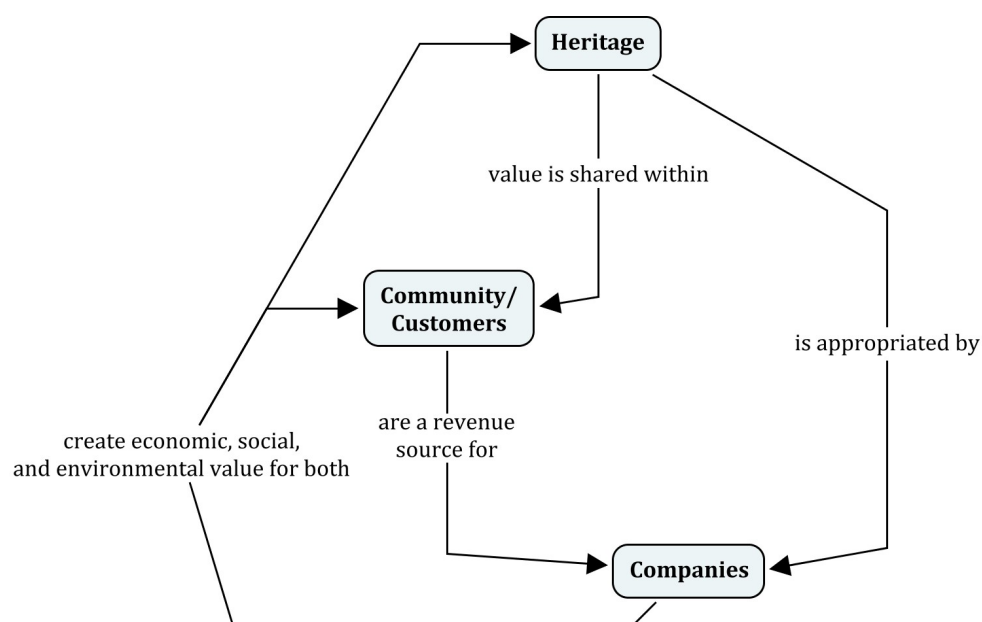 Heritage
value is shared within
Community/
Customers
is appropriated by
are a revenue
source for
create economic, social,
and environmental value for both
Companies